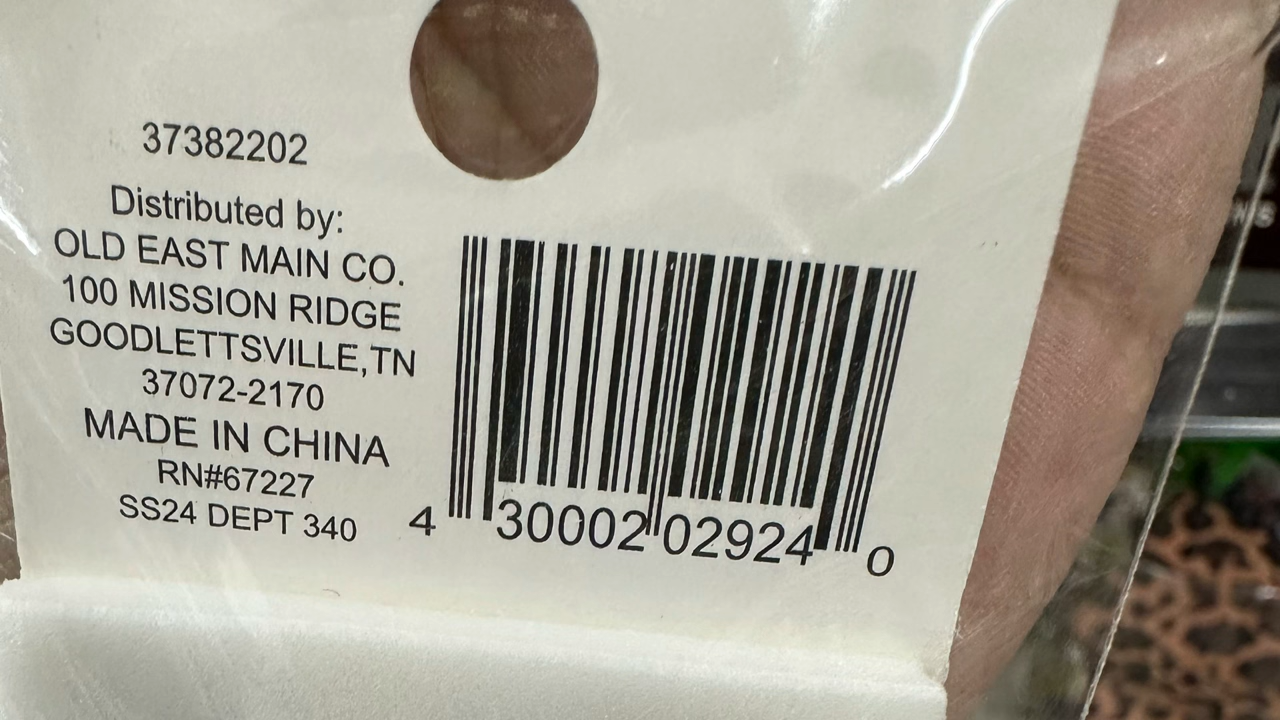 37382202
Distributed by:
OLD EAST MAIN CO.
100 MISSION RIDGE
GOODLETTSVILLE,TN
37072-2170
MADE IN CHINA
RN#67227
SS24 DEPT 340
4 30002 02924 0